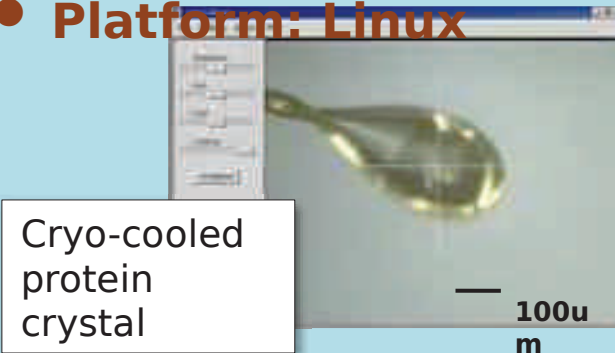 Platform: Linux
Cryo-cooled
protein
crystal
100u
m